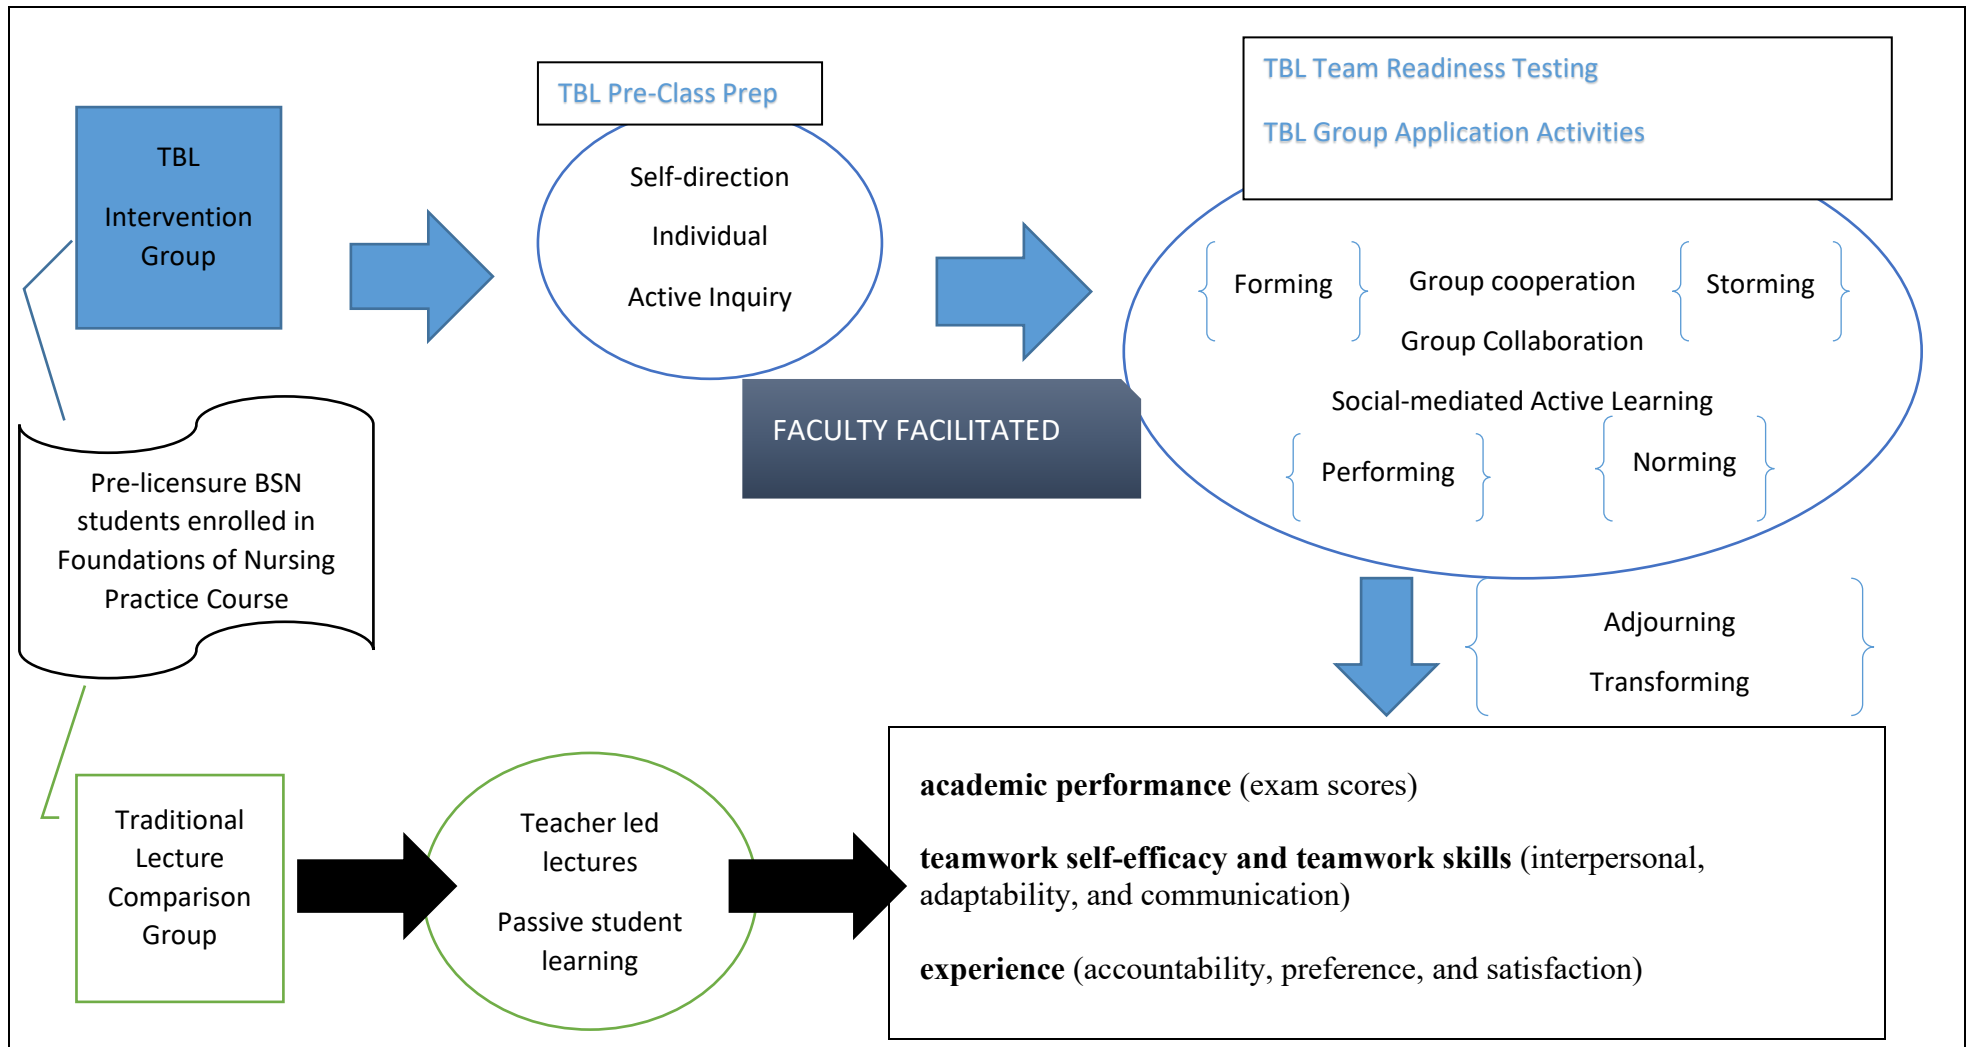 TBL
Intervention
Group
TBL Pre-Class Prep
Self-direction
Individual
Active Inquiry
TBL Team Readiness Testing
TBL Group Application Activities
Forming
Group cooperation
Storming
Group Collaboration
Social-mediated Active Learning
Performing
Norming
FACULTY FACILITATED
Adjourning
Transforming
Pre-licensure BSN
students enrolled in
Foundations of Nursing
Practice Course
Traditional
Lecture
Comparison
Group
Teacher led
lectures
Passive student
learning
academic performance (exam scores)
teamwork self-efficacy and teamwork skills (interpersonal,
adaptability, and communication)
experience (accountability, preference, and satisfaction)